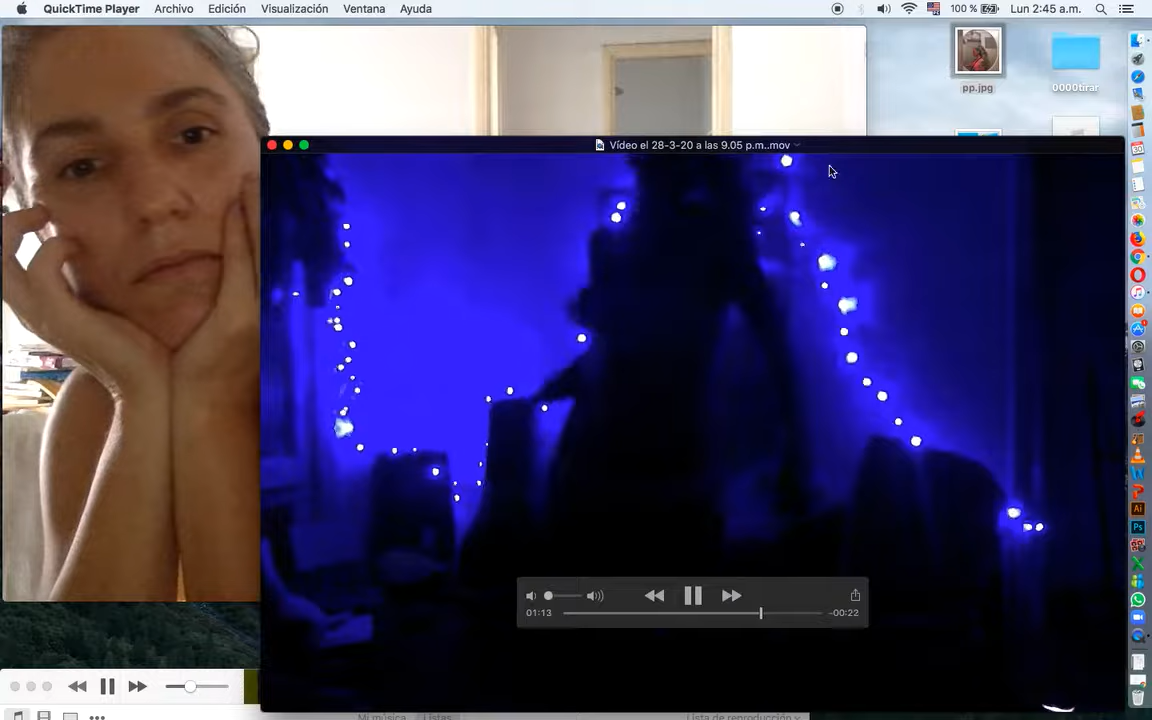 QuickTime Player Archivo Edición Visualización Ventana Ayuda 100 % Lun 2:45 a.m.
pp.jpg 0000tirar
Vídeo el 28-3-20 a las 9.05 p.m..mov
01:13 -00:22
Mi música Listas Lista de reproducción